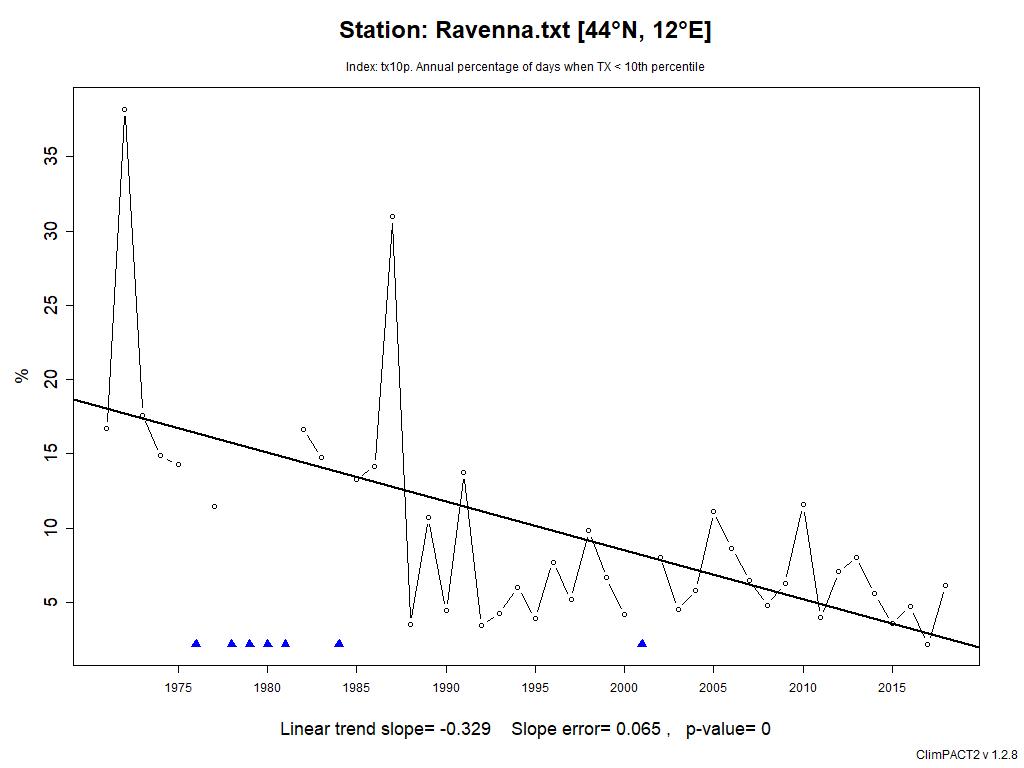 Station: Ravenna.txt [44°N, 12°E]
Index: tx10p. Annual percentage of days when TX < 10th percentile
35
30
25
20
15
10
5
%
1975 1980 1985 1990 1995 2000 2005 2010 2015
Linear trend slope= -0.329 Slope error= 0.065 , p-value= 0
ClimPACT2 v 1.2.8